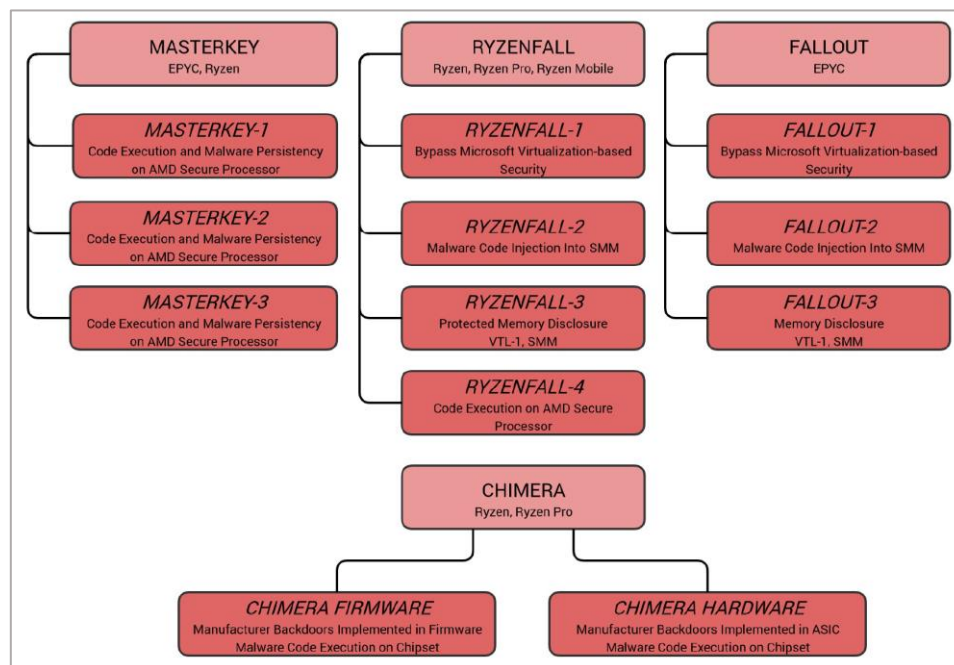 MASTERKEY
EPYC, Ryzen
MASTERKEY-1
Code Execution and Malware Persistency
on AMD Secure Processor
MASTERKEY-2
Code Execution and Malware Persistency
on AMD Secure Processor
MASTERKEY-3
Code Execution and Malware Persistency
on AMD Secure Processor
RYZENFALL
Ryzen, Ryzen Pro, Ryzen Mobile
RYZENFALL-1
Bypass Microsoft Virtualization-based
Security
RYZENFALL-2
Malware Code Injection Into SMM
RYZENFALL-3
Protected Memory Disclosure
VTL-1, SMM
RYZENFALL-4
Code Execution on AMD Secure
Processor
FALLOUT
EPYC
FALLOUT-1
Bypass Microsoft Virtualization-based
Security
FALLOUT-2
Malware Code Injection Into SMM
FALLOUT-3
Memory Disclosure
VTL-1, SMM
CHIMERA
Ryzen, Ryzen Pro
CHIMERA FIRMWARE
Manufacturer Backdoors Implemented in Firmware
Malware Code Execution on Chipset
CHIMERA HARDWARE
Manufacturer Backdoors Implemented in ASIC
Malware Code Execution on Chipset